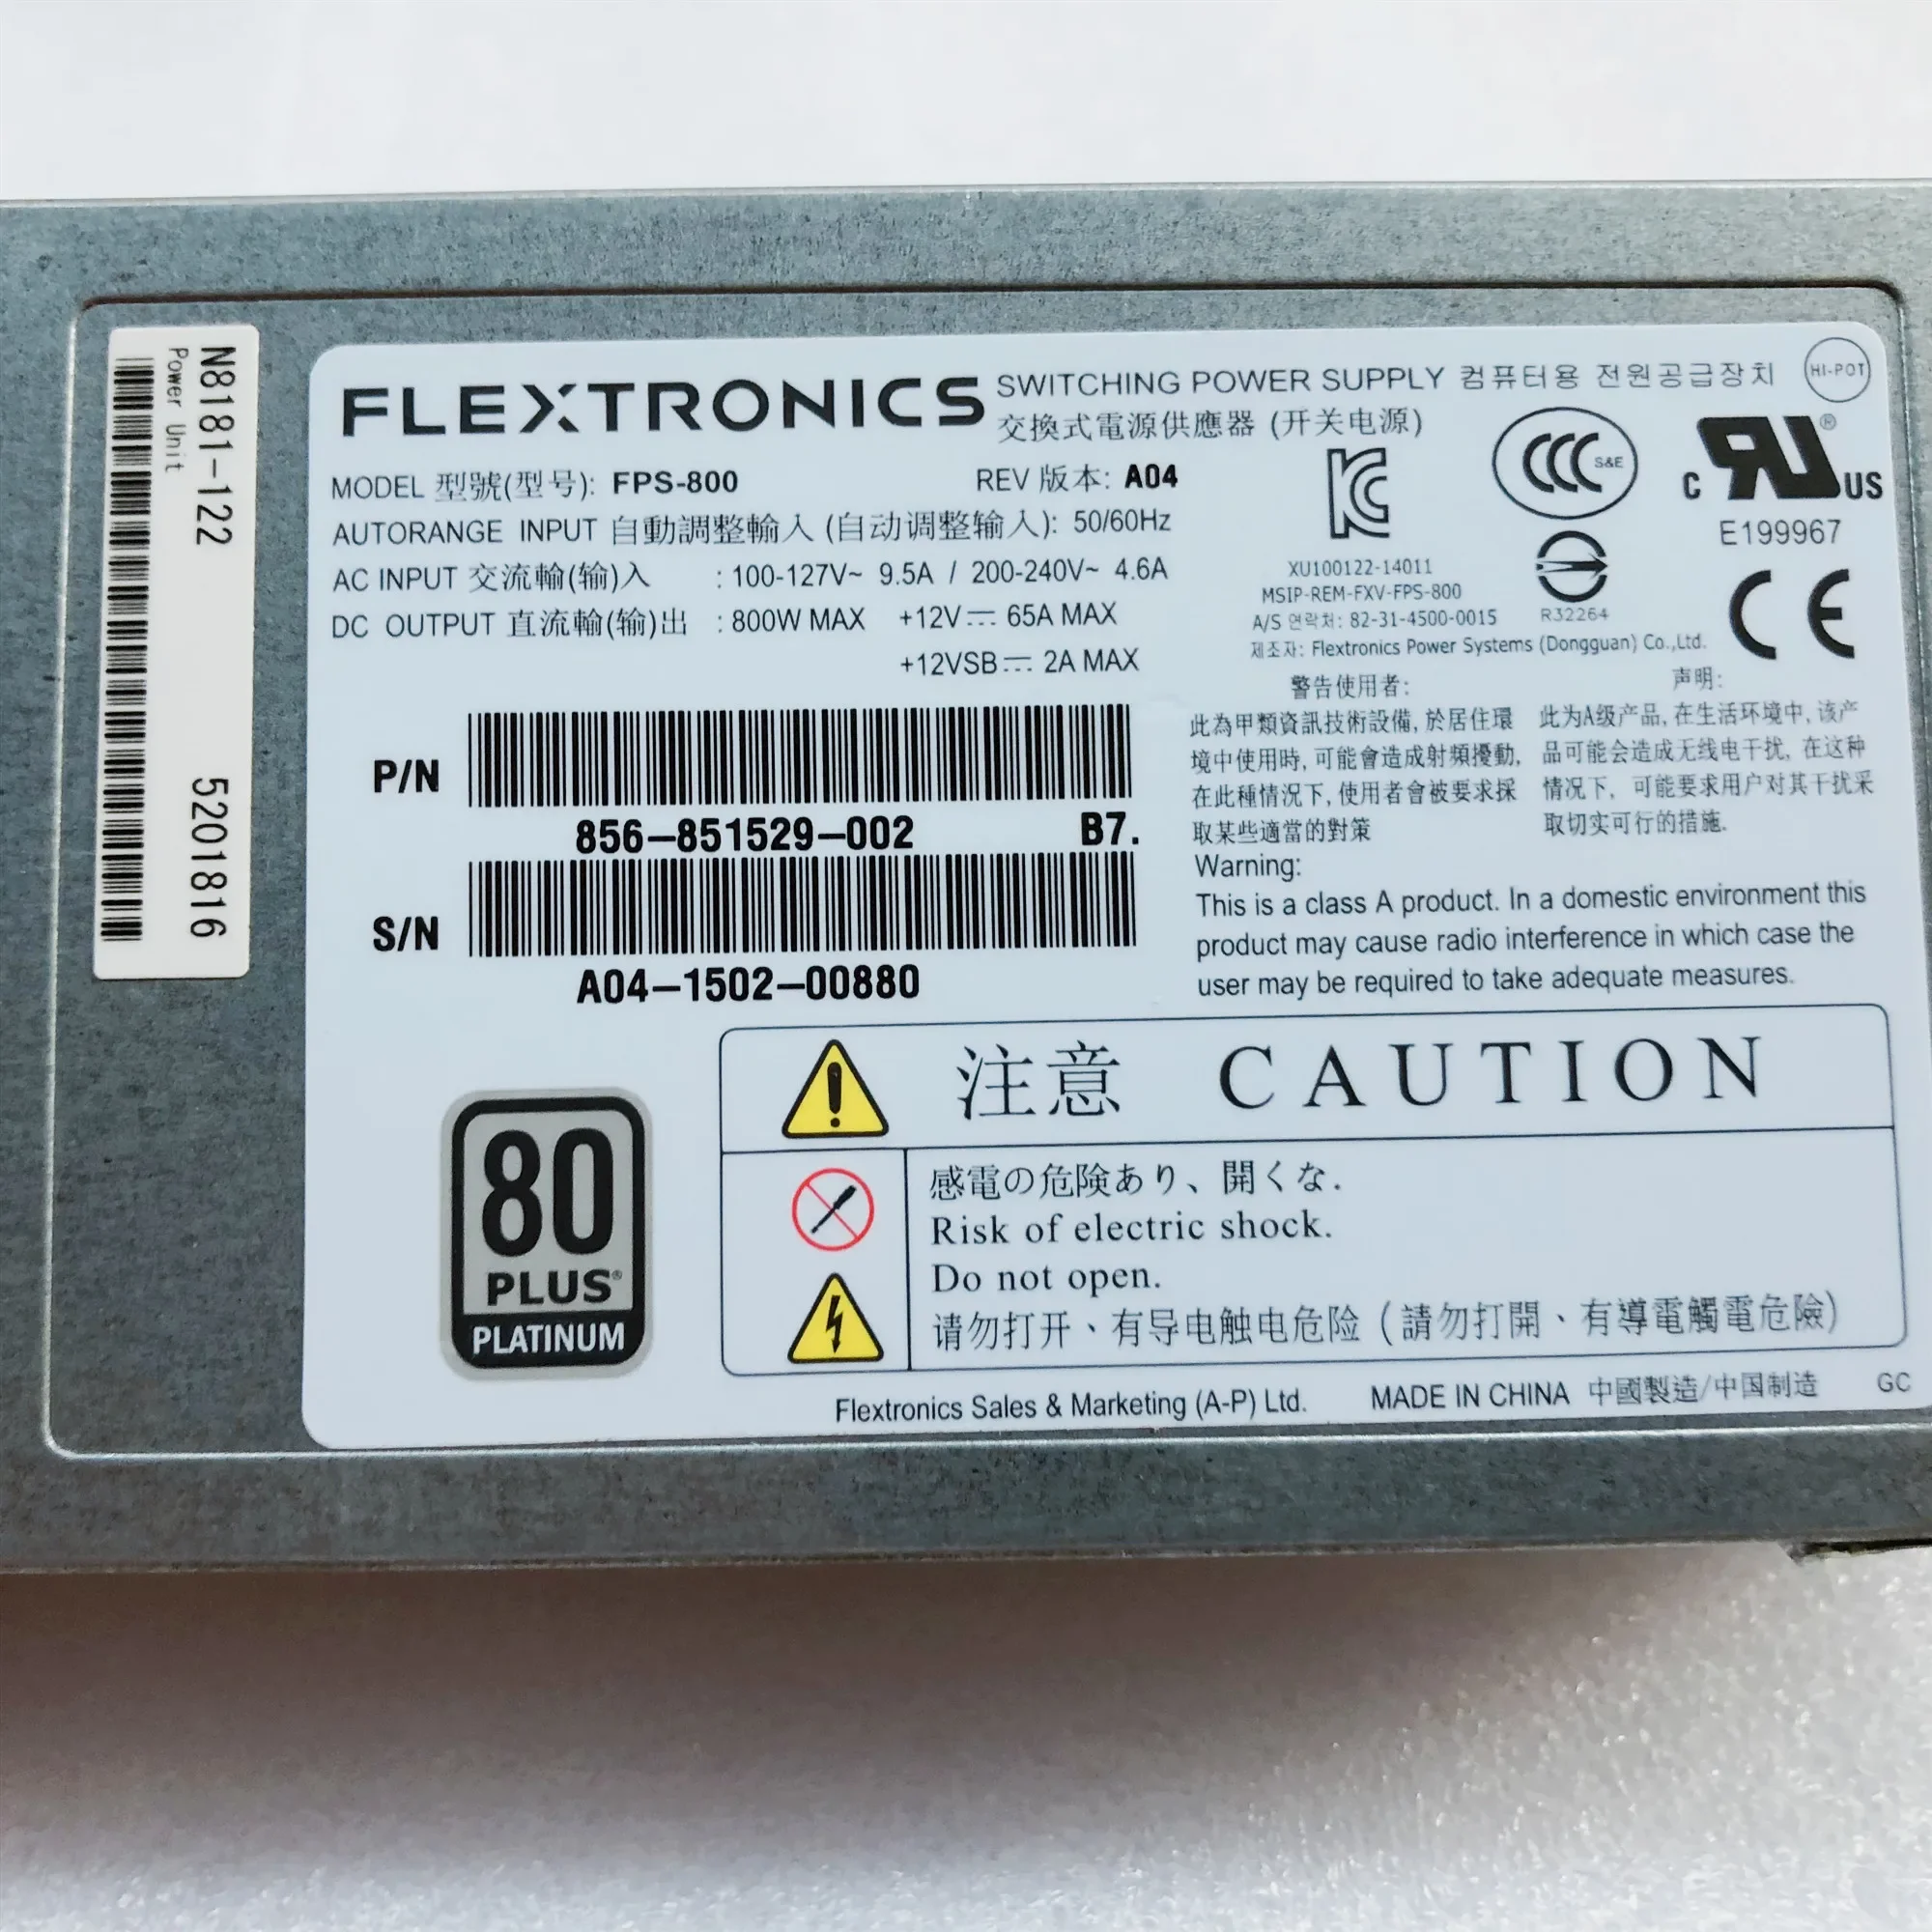 N8181-122
5201816
Power Unit
FLEXTRONICS
SWITCHING POWER SUPPLY 컴퓨터용 전원공급장치
交換式電源供應器 (开关电源)
HI-POT
MODEL 型號(型号): FPS-800
REV 版本: A04
AUTORANGE INPUT 自動調整輸入 (自动调整输入): 50/60Hz
AC INPUT 交流輸(输)入 : 100-127V~ 9.5A / 200-240V~ 4.6A
DC OUTPUT 直流輸(输)出 : 800W MAX +12V⎓ 65A MAX
+12VSB⎓ 2A MAX
CCC S&E
C RU ® US
E199967
XU100122-14011
MSIP-REM-FXV-FPS-800
A/S 연락처: 82-31-4500-0015
R32264
제조자: Flextronics Power Systems (Dongguan) Co.,Ltd.
CE
P/N
856-851529-002 B7.
S/N
A04-1502-00880
警告使用者:
此為甲類資訊技術設備, 於居住環
境中使用時, 可能會造成射頻擾動,
在此種情況下, 使用者會被要求採
取某些適當的對策
声明:
此为A级产品, 在生活环境中, 该产
品可能会造成无线电干扰, 在这种
情况下, 可能要求用户对其干扰采
取切实可行的措施.
Warning:
This is a class A product. In a domestic environment this
product may cause radio interference in which case the
user may be required to take adequate measures.
80
PLUS®
PLATINUM
注意 CAUTION
感電の危険あり、開くな.
Risk of electric shock.
Do not open.
请勿打开、有导电触电危险 (請勿打開、有導電觸電危險)
Flextronics Sales & Marketing (A-P) Ltd. MADE IN CHINA 中國製造/中国制造 GC